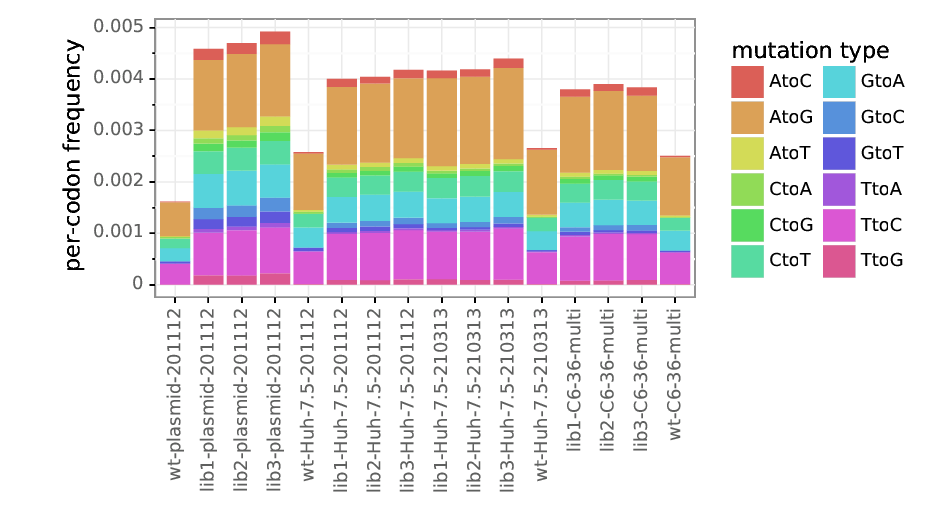 per-codon frequency
0.005
0.004
0.003
0.002
0.001
0
wt-plasmid-201112
lib1-plasmid-201112
lib2-plasmid-201112
lib3-plasmid-201112
wt-Huh-7.5-201112
lib1-Huh-7.5-201112
lib2-Huh-7.5-201112
lib3-Huh-7.5-201112
lib1-Huh-7.5-210313
lib2-Huh-7.5-210313
lib3-Huh-7.5-210313
wt-Huh-7.5-210313
lib1-C6-36-multi
lib2-C6-36-multi
lib3-C6-36-multi
wt-C6-36-multi
mutation type
AtoC
AtoG
AtoT
CtoA
CtoG
CtoT
GtoA
GtoC
GtoT
TtoA
TtoC
TtoG